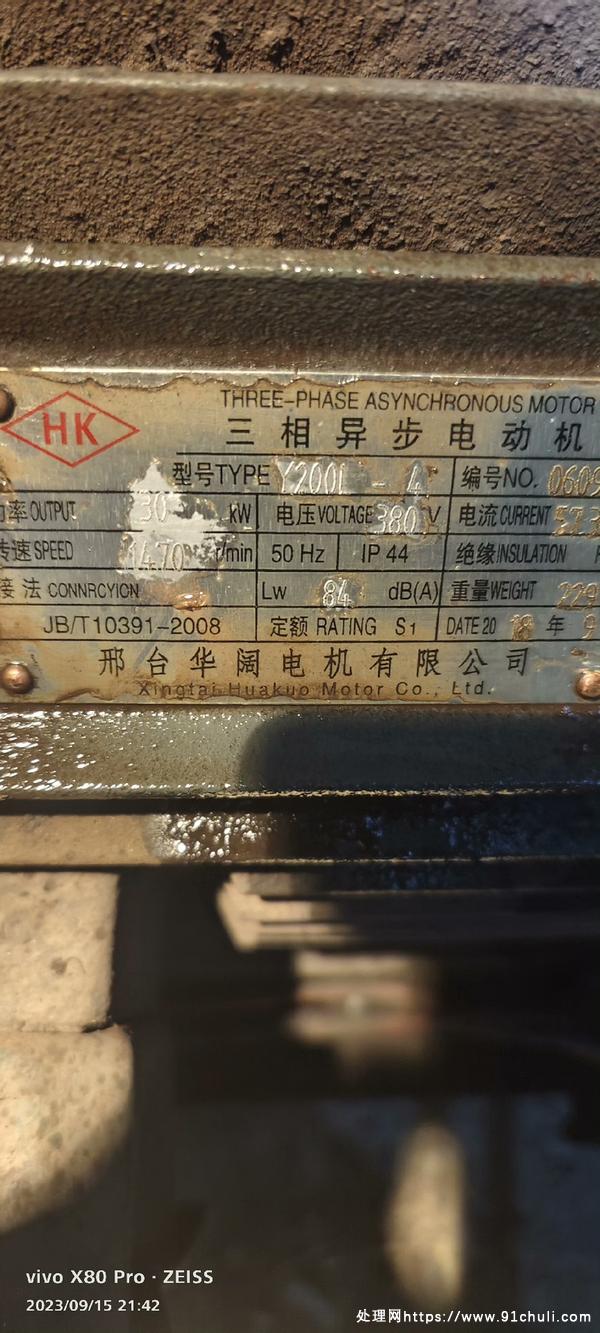 HK
THREE-PHASE ASYNCHRONOUS MOTOR
三相异步电动机
型号TYPE Y200L-4 编号NO. 0609
率OUTPUT 30 kW 电压VOLTAGE 380 V 电流CURRENT 57.3
转速SPEED 1470 r/min 50 Hz IP 44 绝缘INSULATION
接法 CONNRCYION Lw 84 dB(A) 重量WEIGHT 229
JB/T10391-2008 定额 RATING S1 DATE 20 18 年 9
邢台华阔电机有限公司
Xingtai Huakuo Motor Co., Ltd.
vivo X80 Pro · ZEISS
2023/09/15 21:42
处理网https://www.91chuli.com